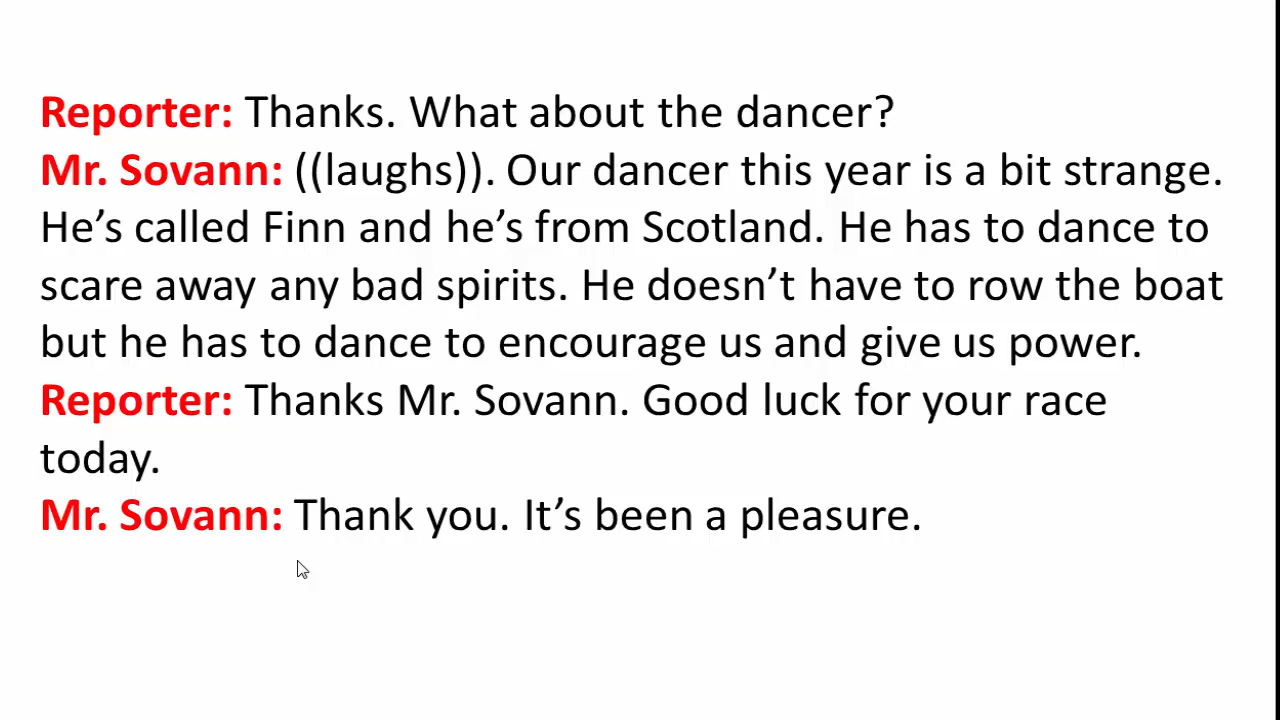 Reporter: Thanks. What about the dancer?
Mr. Sovann: ((laughs)). Our dancer this year is a bit strange.
He’s called Finn and he’s from Scotland. He has to dance to
scare away any bad spirits. He doesn’t have to row the boat
but he has to dance to encourage us and give us power.
Reporter: Thanks Mr. Sovann. Good luck for your race
today.
Mr. Sovann: Thank you. It’s been a pleasure.